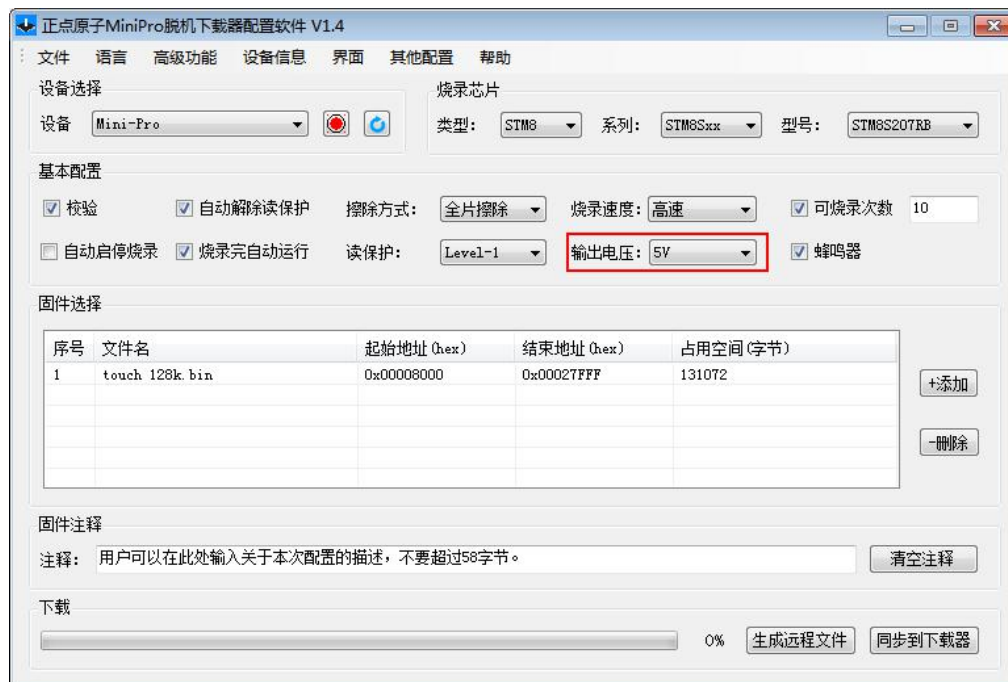 正点原子MiniPro脱机下载器配置软件 V1.4
文件 语言 高级功能 设备信息 界面 其他配置 帮助
设备选择 烧录芯片
设备 Mini-Pro 类型: STM8 系列: STM8Sxx 型号: STM8S207RB
基本配置
校验 自动解除读保护 擦除方式: 全片擦除 烧录速度: 高速 可烧录次数 10
自动启停烧录 烧录完自动运行 读保护: Level-1 输出电压: 5V 蜂鸣器
固件选择
序号 文件名 起始地址(hex) 结束地址(hex) 占用空间(字节)
1 touch 128k.bin 0x00008000 0x00027FFF 131072
+添加
-删除
固件注释
注释: 用户可以在此处输入关于本次配置的描述,不要超过58字节。 清空注释
下载
0% 生成远程文件 同步到下载器